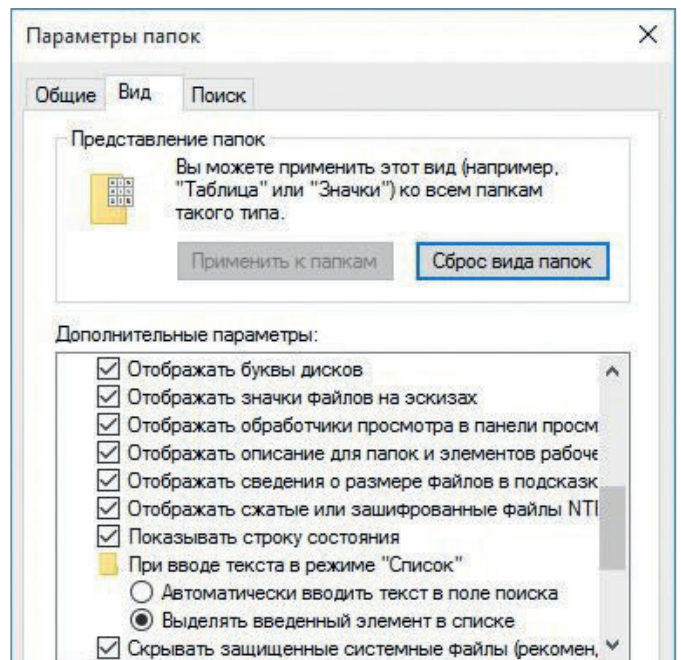 Параметры папок
Общие Вид Поиск
Представление папок
Вы можете применить этот вид (например,
"Таблица" или "Значки") ко всем папкам
такого типа.
Применить к папкам Сброс вида папок
Дополнительные параметры:
Отображать буквы дисков
Отображать значки файлов на эскизах
Отображать обработчики просмотра в панели просм
Отображать описание для папок и элементов рабоче
Отображать сведения о размере файлов в подсказк
Отображать сжатые или зашифрованные файлы NTF
Показывать строку состояния
При вводе текста в режиме "Список"
Автоматически вводить текст в поле поиска
Выделять введенный элемент в списке
Скрывать защищенные системные файлы (рекомен,